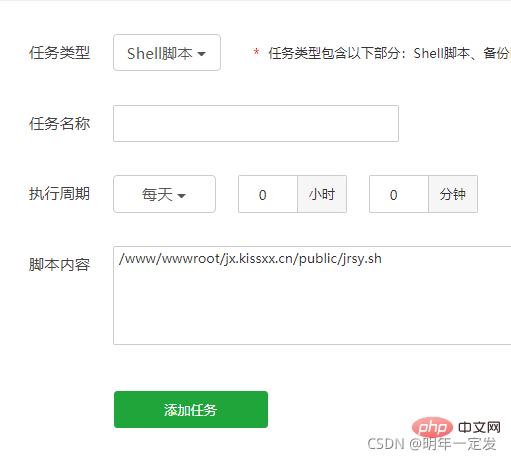 任务类型 Shell脚本 * 任务类型包含以下部分：Shell脚本、备份
任务名称
执行周期 每天 0 小时 0 分钟
脚本内容 /www/wwwroot/jx.kissxx.cn/public/jrsy.sh
添加任务
php 中文网
CSDN @明年一定发